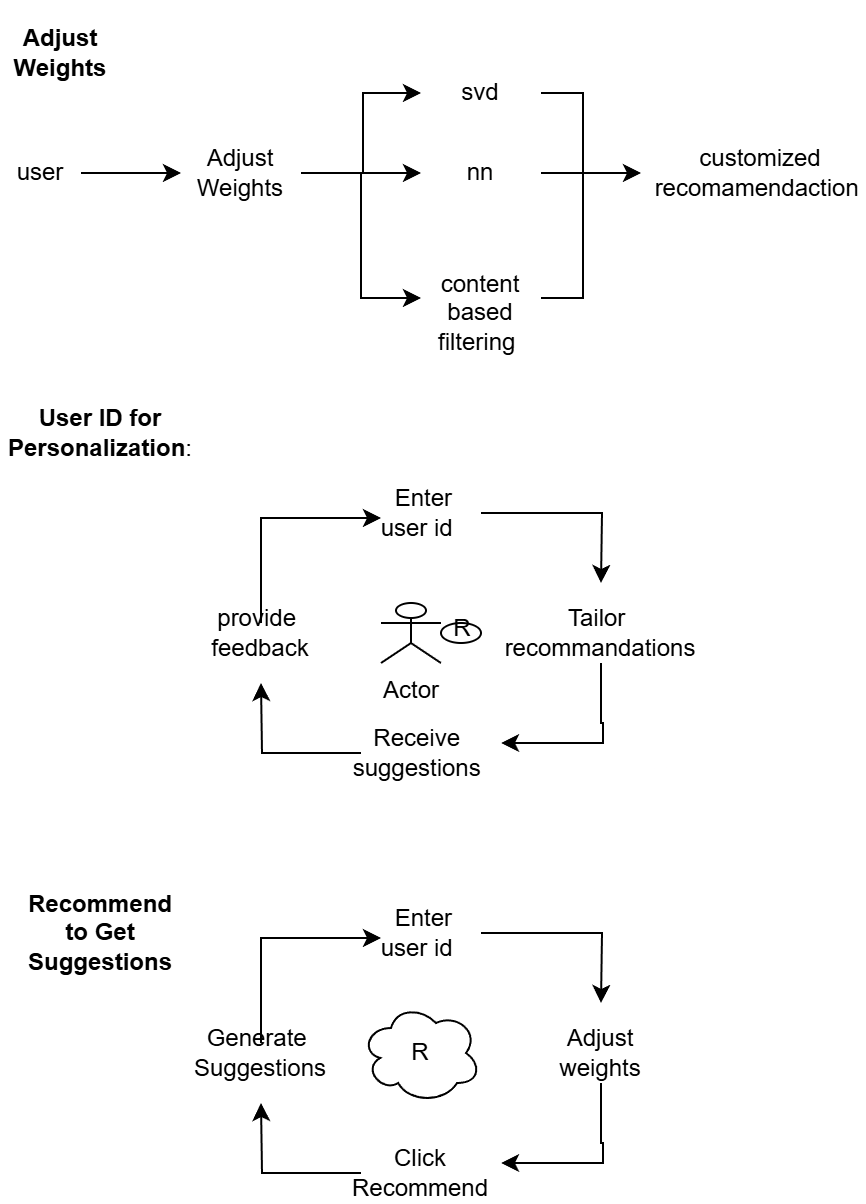 Adjust
Weights
svd
user
Adjust
Weights
nn
customized
recomamendaction
content
based
filtering
User ID for
Personalization:
Enter
user id
provide
feedback
R
Tailor
recommandations
Actor
Receive
suggestions
Recommend
to Get
Suggestions
Enter
user id
Generate
Suggestions
R
Adjust
weights
Click
Recommend